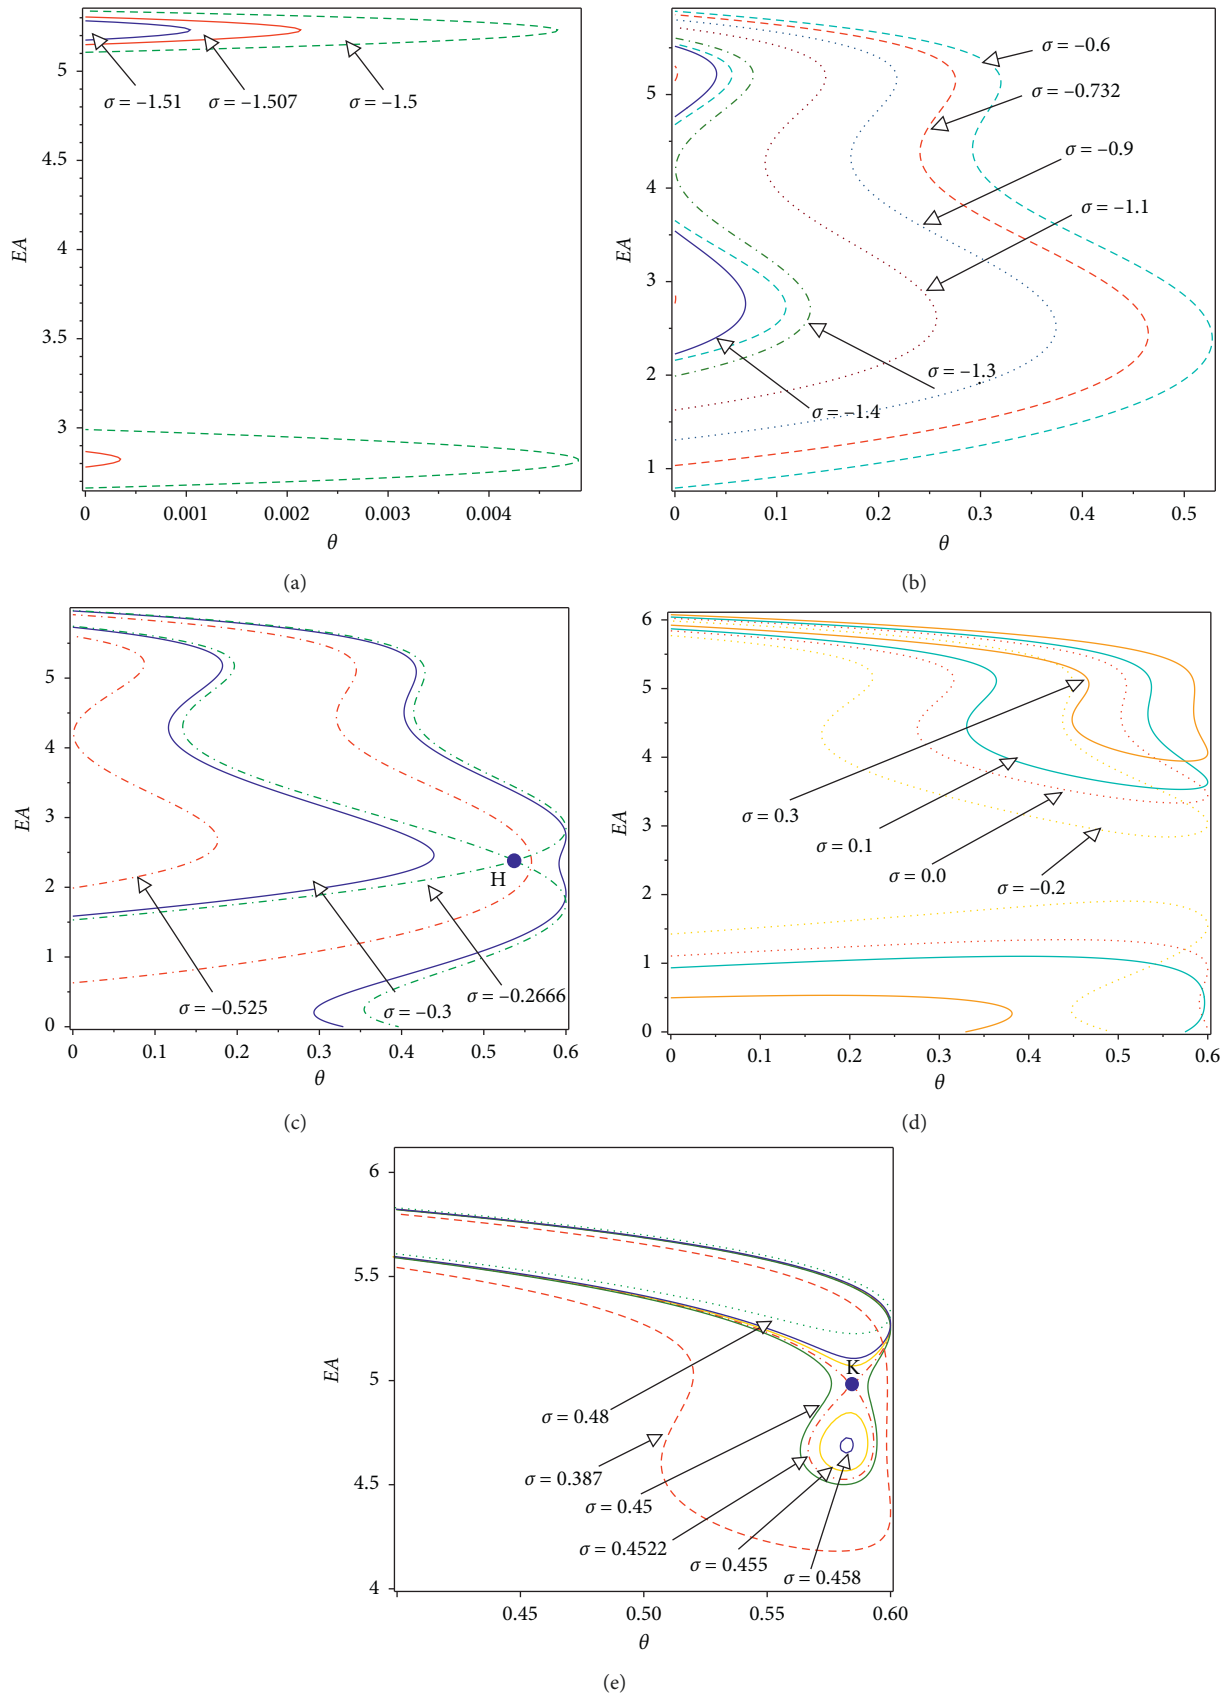 5
4.5
4
3.5
3
EA
σ = –1.51
σ = –1.507
σ = –1.5
0
0.001
0.002
0.003
0.004
θ
(a)
5
4
3
2
1
EA
σ = –0.6
σ = –0.732
σ = –0.9
σ = –1.1
σ = –1.3
σ = –1.4
0
0.1
0.2
0.3
0.4
0.5
θ
(b)
5
4
3
2
1
0
EA
H
σ = –0.525
σ = –0.3
σ = –0.2666
0
0.1
0.2
0.3
0.4
0.5
0.6
θ
(c)
6
5
4
3
2
1
0
EA
σ = 0.3
σ = 0.1
σ = 0.0
σ = –0.2
0
0.1
0.2
0.3
0.4
0.5
0.6
θ
(d)
6
5.5
5
4.5
4
EA
K
σ = 0.48
σ = 0.387
σ = 0.45
σ = 0.4522
σ = 0.455
σ = 0.458
0.45
0.50
0.55
0.60
θ
(e)